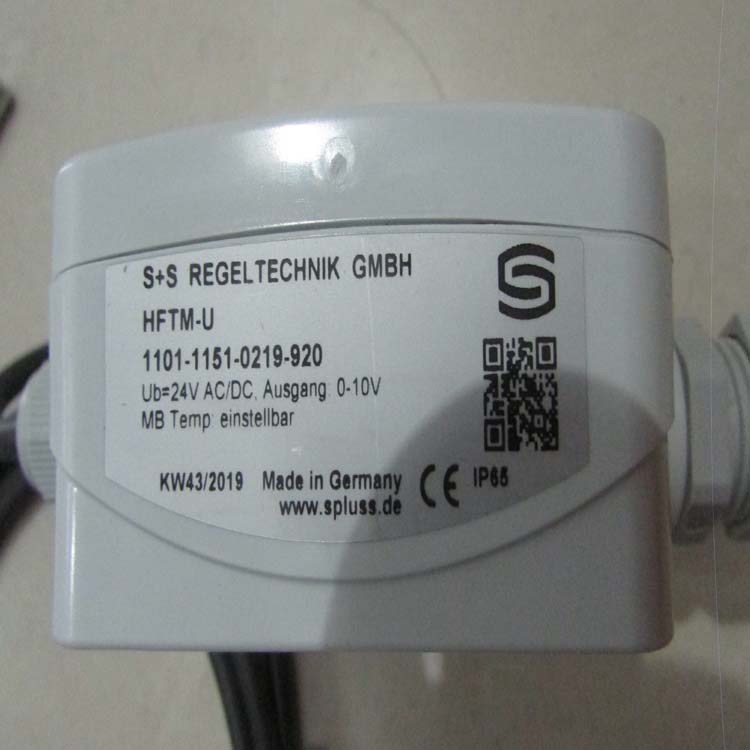 S+S REGELTECHNIK GMBH
HFTM-U
1101-1151-0219-920
Ub=24V AC/DC, Ausgang: 0-10V
MB Temp: einstellbar
KW43/2019 Made in Germany CE IP65
www.spluss.de